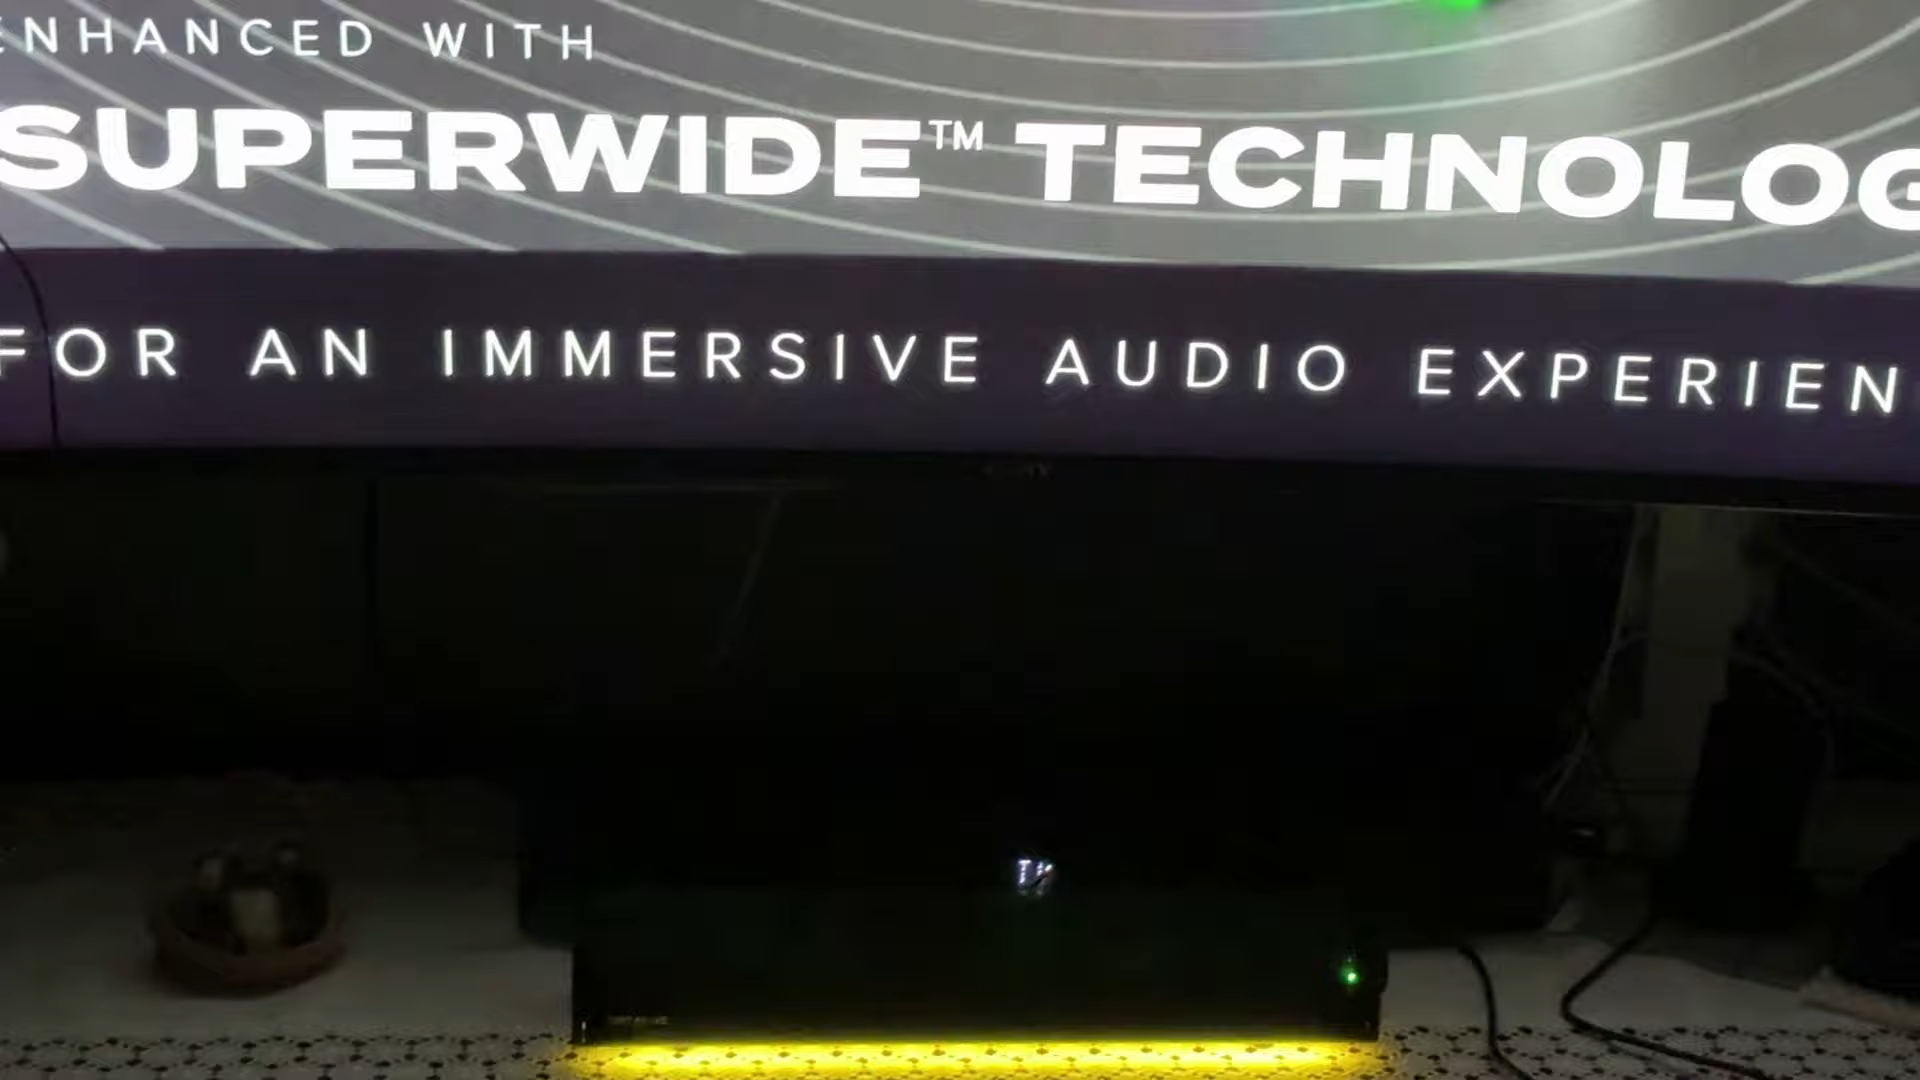 ENHANCED WITH
SUPERWIDE™ TECHNOLOG
FOR AN IMMERSIVE AUDIO EXPERIEN